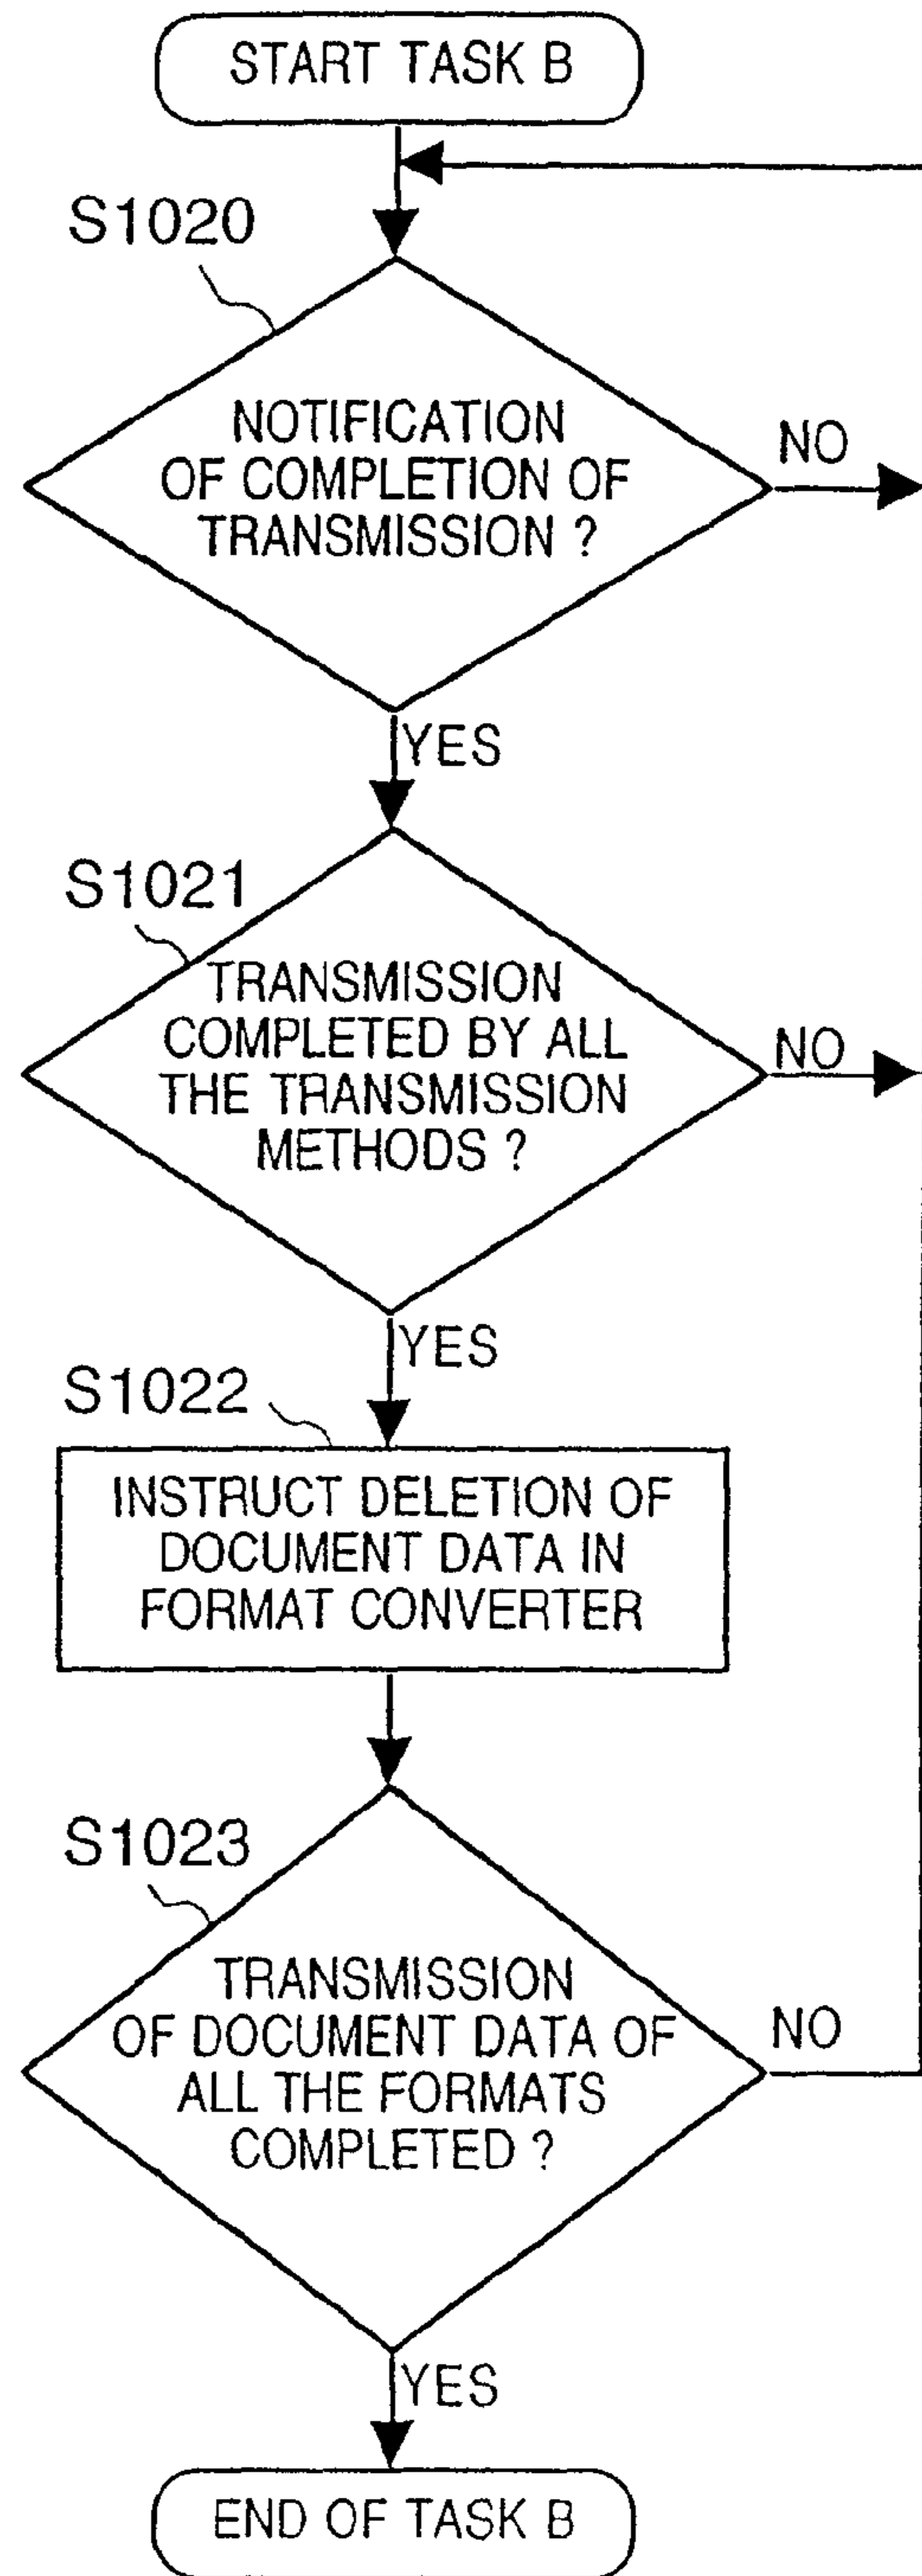 START TASK B
S1020
NOTIFICATION
OF COMPLETION OF
TRANSMISSION ?
NO
YES
S1021
TRANSMISSION
COMPLETED BY ALL
THE TRANSMISSION
METHODS ?
NO
YES
S1022
INSTRUCT DELETION OF
DOCUMENT DATA IN
FORMAT CONVERTER
S1023
TRANSMISSION
OF DOCUMENT DATA OF
ALL THE FORMATS
COMPLETED ?
NO
YES
END OF TASK B